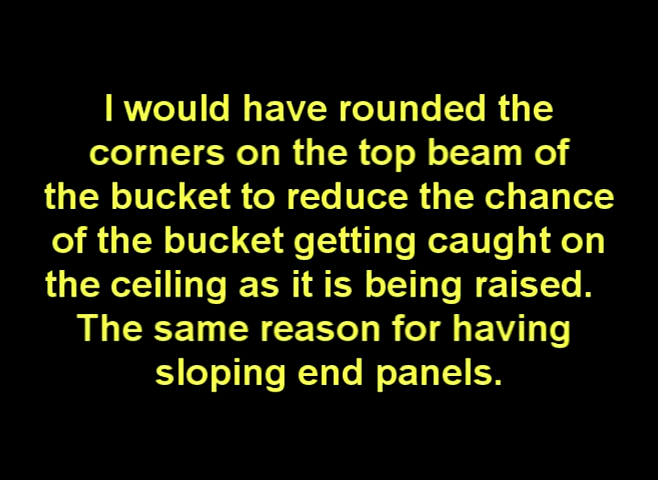 I would have rounded the
corners on the top beam of
the bucket to reduce the chance
of the bucket getting caught on
the ceiling as it is being raised.
The same reason for having
sloping end panels.